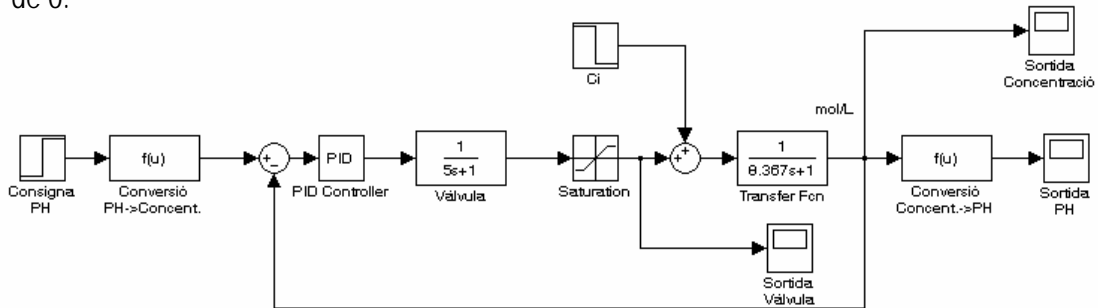 de 0.
Ci
Sortida
Concentració
mol/L
f(u)
PID
1
5s+1
1
8.367s+1
f(u)
Consigna
PH
Conversió
PH->Concent.
PID Controller
Válvula
Saturation
Transfer Fcn
Conversió
Concent.->PH
Sortida
PH
Sortida
Válvula